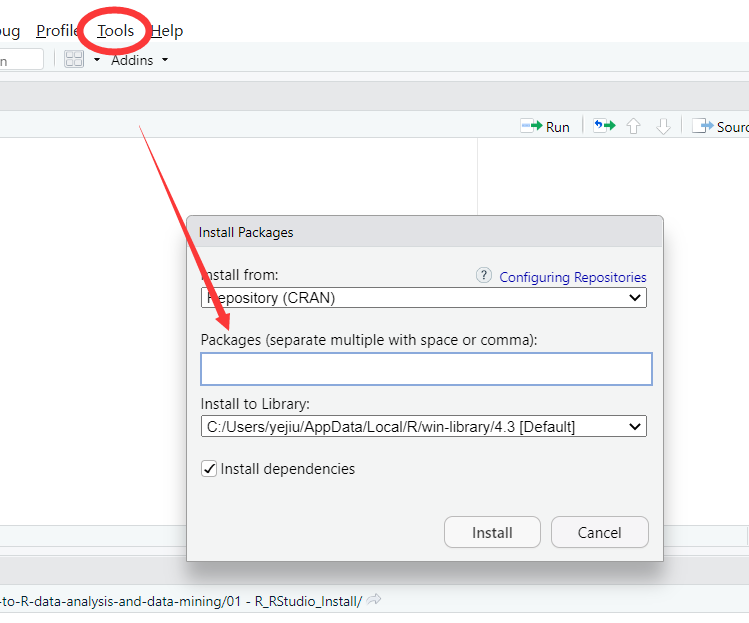 ug Profile Tools Help
n Addins
Run Sourc
Install Packages
Install from: ? Configuring Repositories
Repository (CRAN)
Packages (separate multiple with space or comma):
Install to Library:
C:/Users/yejiu/AppData/Local/R/win-library/4.3 [Default]
Install dependencies
Install Cancel
-to-R-data-analysis-and-data-mining/01 - R_RStudio_Install/